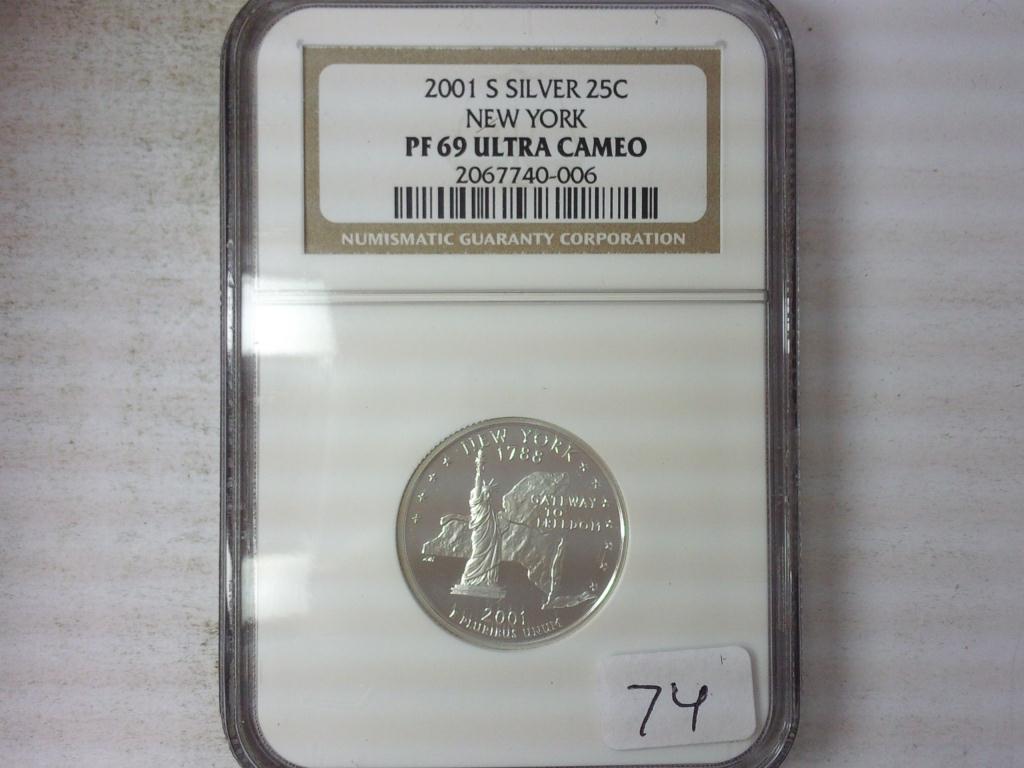 2001 S SILVER 25C
NEW YORK
PF 69 ULTRA CAMEO
2067740-006
NUMISMATIC GUARANTY CORPORATION
NEW YORK
1788
GATEWAY
TO
FREEDOM
2001
E PLURIBUS UNUM
74